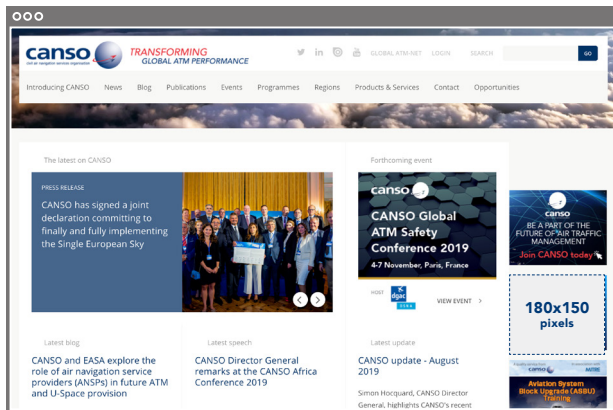 canso
civil air navigation services organisation
TRANSFORMING
GLOBAL ATM PERFORMANCE
GLOBAL ATM-NET LOGIN SEARCH GO
Introducing CANSO News Blog Publications Events Programmes Regions Products & Services Contact Opportunities
The latest on CANSO
PRESS RELEASE
CANSO has signed a joint
declaration committing to
finally and fully implementing
the Single European Sky
Forthcoming event
canso
CANSO Global
ATM Safety
Conference 2019
4-7 November, Paris, France
HOST
dgac
DSNA
VIEW EVENT >
canso
BE A PART OF THE
FUTURE OF AIR TRAFFIC
MANAGEMENT
Join CANSO today
180x150
pixels
Latest blog
CANSO and EASA explore the
role of air navigation service
providers (ANSPs) in future ATM
and U-Space provision
Latest speech
CANSO Director General
remarks at the CANSO Africa
Conference 2019
Latest update
CANSO update - August
2019
Simon Hocquard, CANSO Director
General, highlights CANSO's recent
canso
Aviation System
Block Upgrade (ASBU)
Training